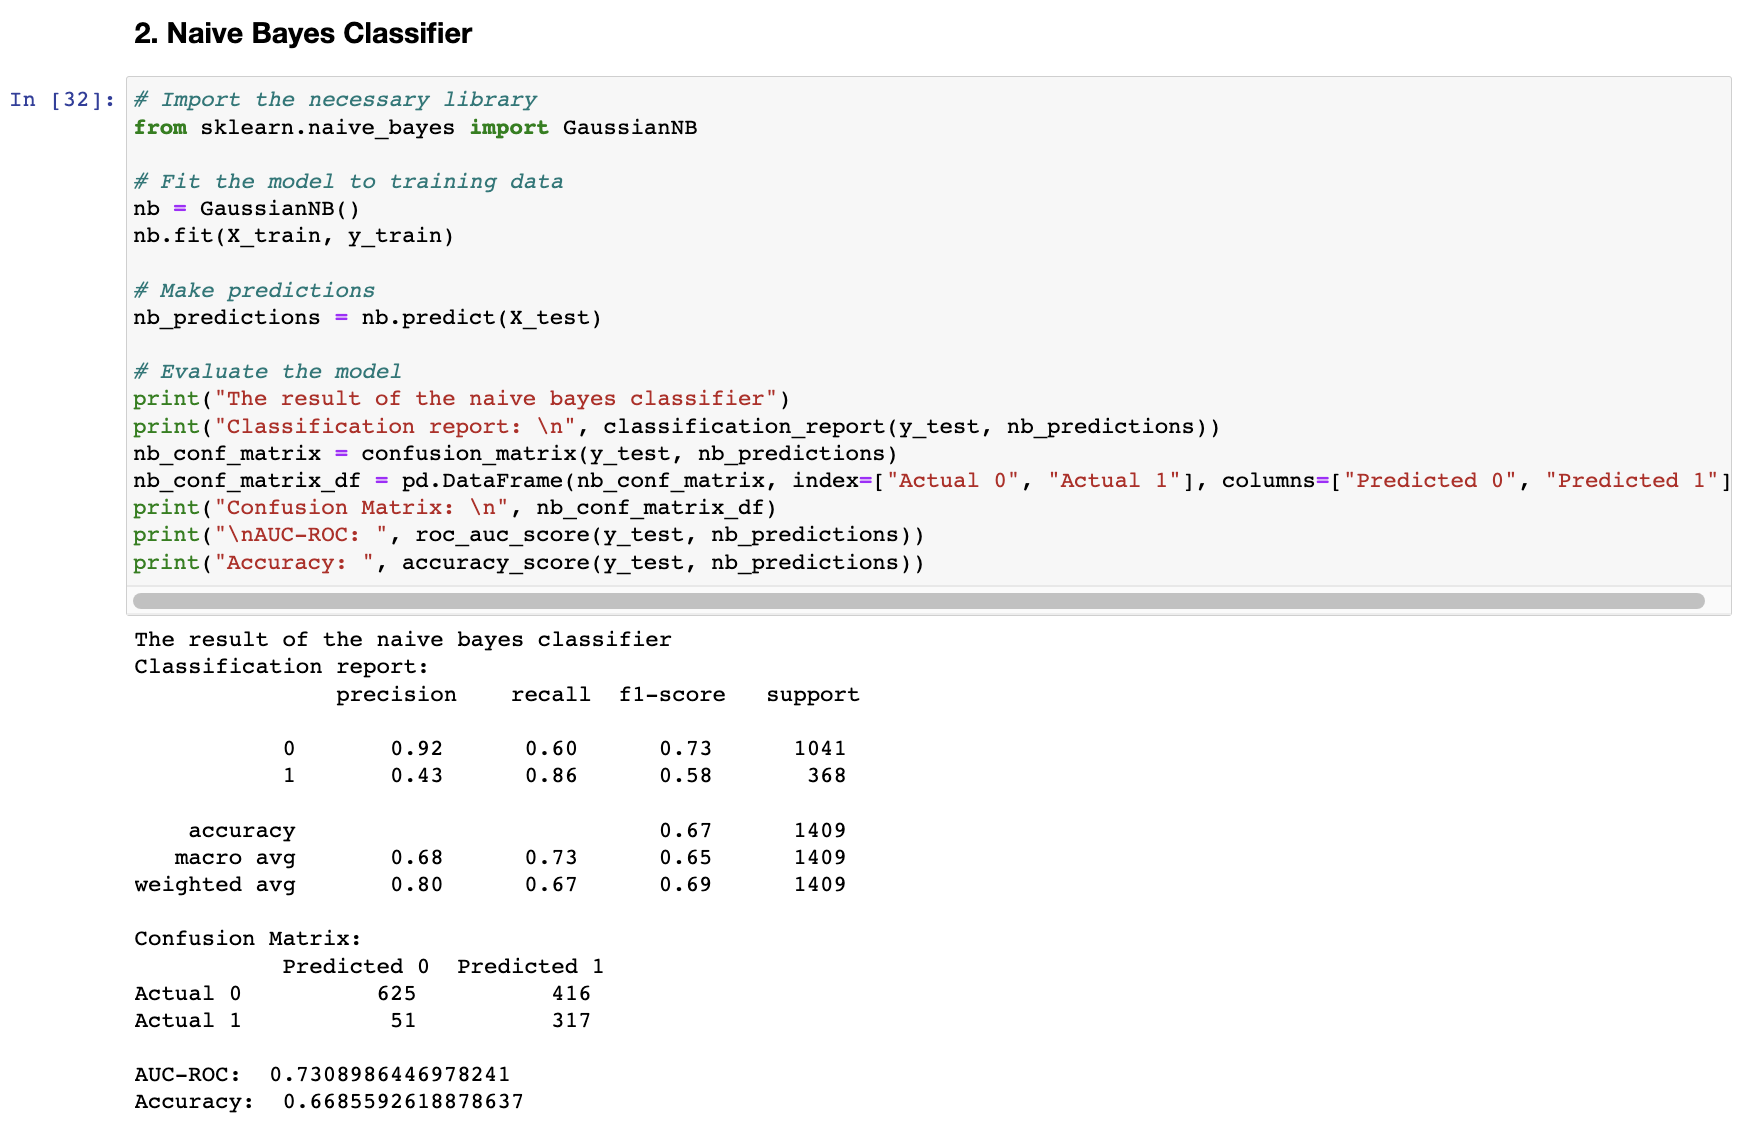 2. Naive Bayes Classifier
In [32]:
# Import the necessary library
from sklearn.naive_bayes import GaussianNB
# Fit the model to training data
nb = GaussianNB()
nb.fit(X_train, y_train)
# Make predictions
nb_predictions = nb.predict(X_test)
# Evaluate the model
print("The result of the naive bayes classifier")
print("Classification report: \n", classification_report(y_test, nb_predictions))
nb_conf_matrix = confusion_matrix(y_test, nb_predictions)
nb_conf_matrix_df = pd.DataFrame(nb_conf_matrix, index=["Actual 0", "Actual 1"], columns=["Predicted 0", "Predicted 1"]
print("Confusion Matrix: \n", nb_conf_matrix_df)
print("\nAUC-ROC: ", roc_auc_score(y_test, nb_predictions))
print("Accuracy: ", accuracy_score(y_test, nb_predictions))
The result of the naive bayes classifier
Classification report:
precision recall f1-score support
0 0.92 0.60 0.73 1041
1 0.43 0.86 0.58 368
accuracy 0.67 1409
macro avg 0.68 0.73 0.65 1409
weighted avg 0.80 0.67 0.69 1409
Confusion Matrix:
Predicted 0 Predicted 1
Actual 0 625 416
Actual 1 51 317
AUC-ROC: 0.7308986446978241
Accuracy: 0.6685592618878637